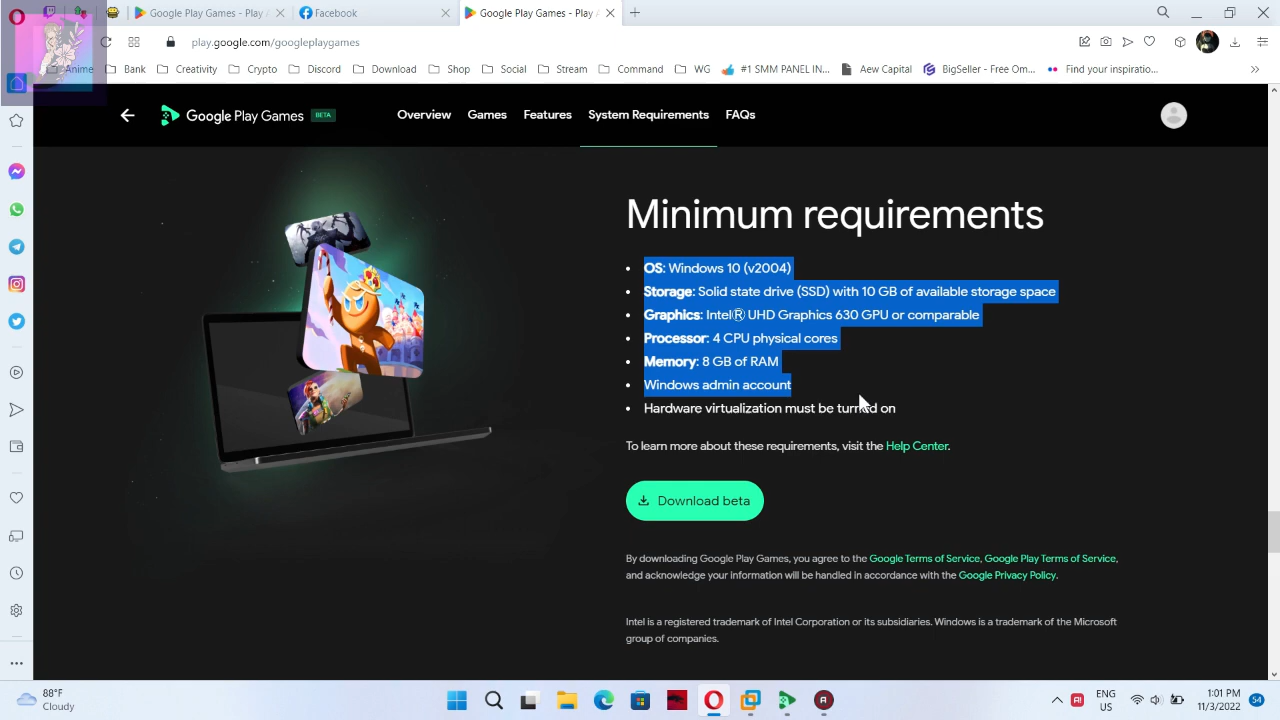 Google Play Games
Facebook
Google Play Games - Play
play.google.com/googleplaygames
Anime
Bank
Creativity
Crypto
Discord
Download
Shop
Social
Stream
Command
WG
#1 SMM PANEL IN...
Aew Capital
BigSeller - Free Om...
Find your inspiratio...
Google Play Games BETA
Overview
Games
Features
System Requirements
FAQs
Minimum requirements
• OS: Windows 10 (v2004)
• Storage: Solid state drive (SSD) with 10 GB of available storage space
• Graphics: Intel® UHD Graphics 630 GPU or comparable
• Processor: 4 CPU physical cores
• Memory: 8 GB of RAM
• Windows admin account
• Hardware virtualization must be turned on
To learn more about these requirements, visit the Help Center.
Download beta
By downloading Google Play Games, you agree to the Google Terms of Service, Google Play Terms of Service,
and acknowledge your information will be handled in accordance with the Google Privacy Policy.
Intel is a registered trademark of Intel Corporation or its subsidiaries. Windows is a trademark of the Microsoft
group of companies.
88°F
Cloudy
ENG
US
1:01 PM
11/3/2022
54